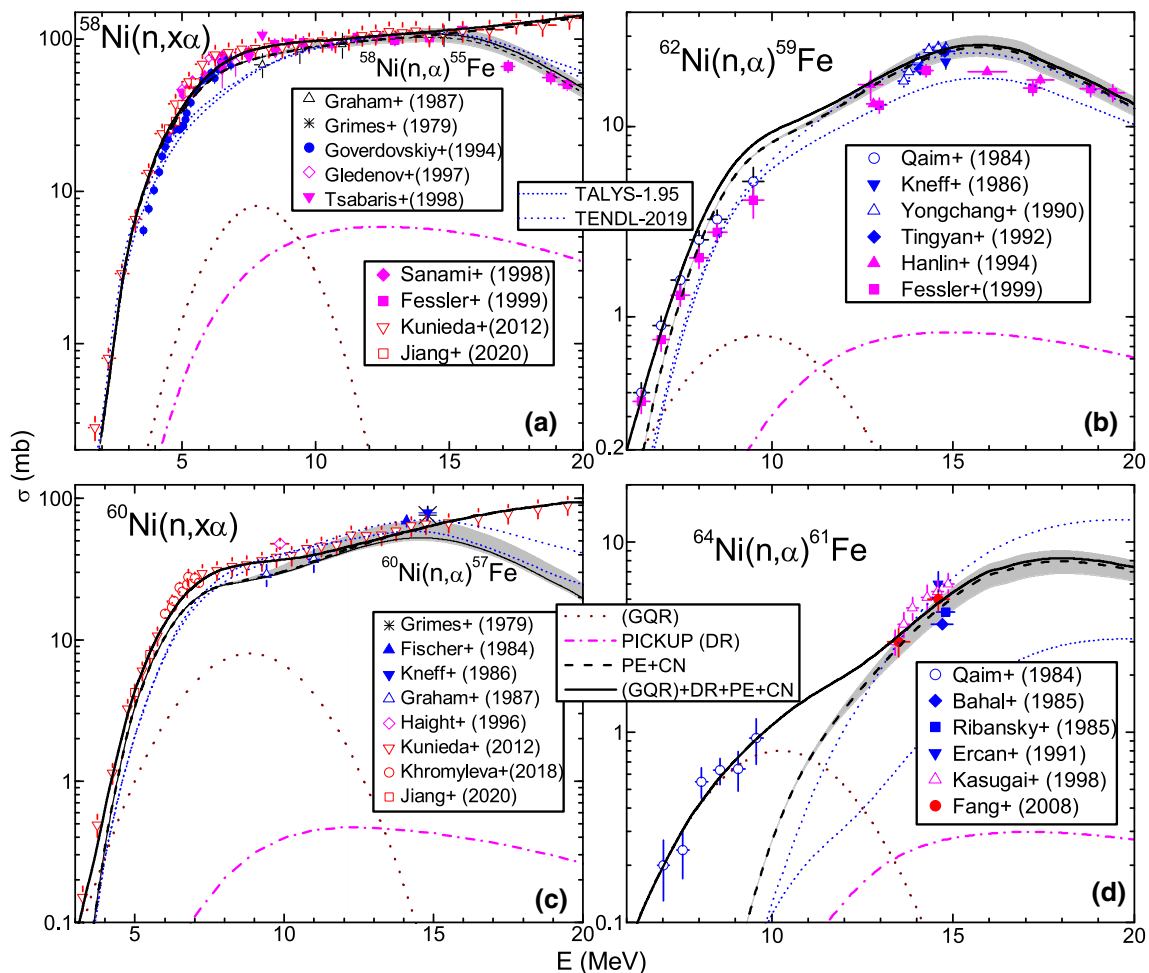 58Ni(n,xα)
58Ni(n,α)55Fe
Graham+ (1987)
Grimes+ (1979)
Goverdovskiy+(1994)
Gledenov+(1997)
Tsabaris+(1998)
Sanami+ (1998)
Fessler+ (1999)
Kunieda+(2012)
Jiang+ (2020)
(a)
100
10
1
5
10
15
20
TALYS-1.95
TENDL-2019
62Ni(n,α)59Fe
Qaim+ (1984)
Kneff+ (1986)
Yongchang+ (1990)
Tingyan+ (1992)
Hanlin+ (1994)
Fessler+(1999)
(b)
10
1
0.2
10
15
20
σ (mb)
60Ni(n,xα)
60Ni(n,α)57Fe
Grimes+ (1979)
Fischer+ (1984)
Kneff+ (1986)
Graham+ (1987)
Haight+ (1996)
Kunieda+ (2012)
Khromyleva+(2018)
Jiang+ (2020)
(c)
100
10
1
0.1
5
10
15
20
(GQR)
PICKUP (DR)
PE+CN
(GQR)+DR+PE+CN
64Ni(n,α)61Fe
Qaim+ (1984)
Bahal+ (1985)
Ribansky+ (1985)
Ercan+ (1991)
Kasugai+ (1998)
Fang+ (2008)
(d)
10
1
0.1
10
15
20
E (MeV)